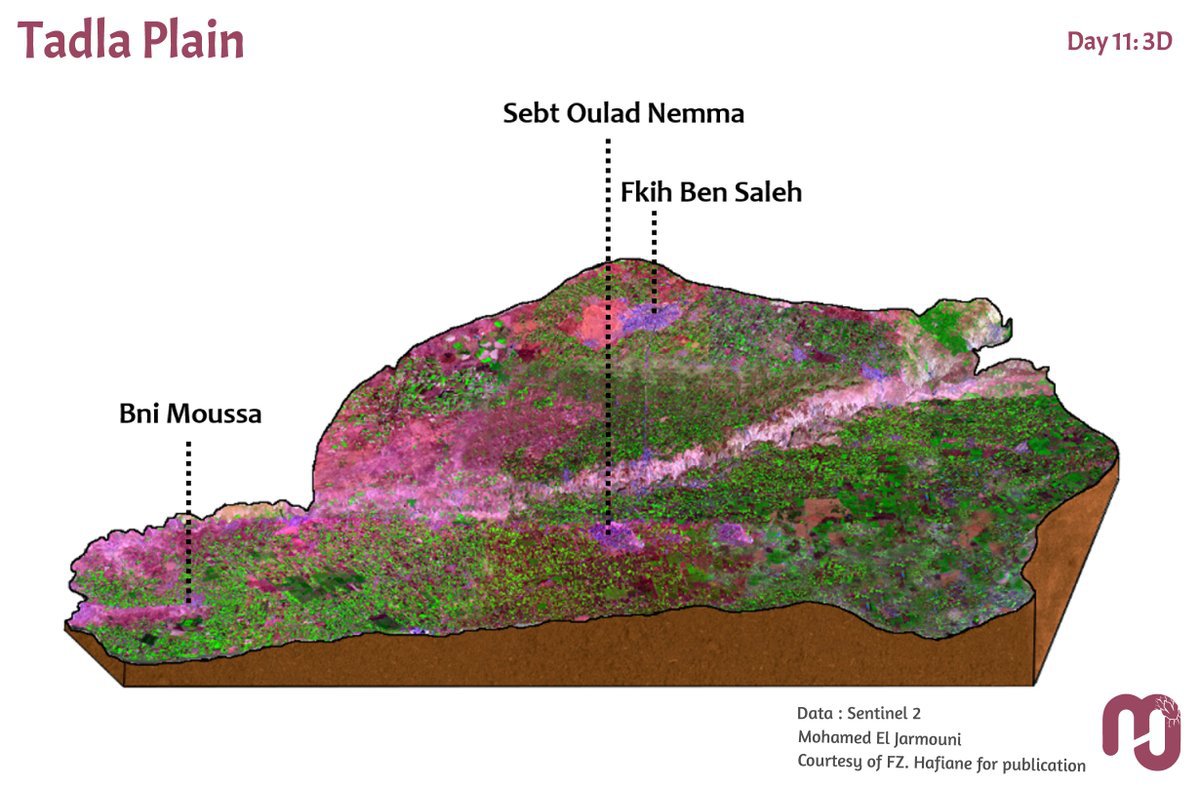 Tadla Plain
Day 11: 3D
Sebt Oulad Nemma
Fkih Ben Saleh
Bni Moussa
Data : Sentinel 2
Mohamed El Jarmouni
Courtesy of FZ. Hafiane for publication